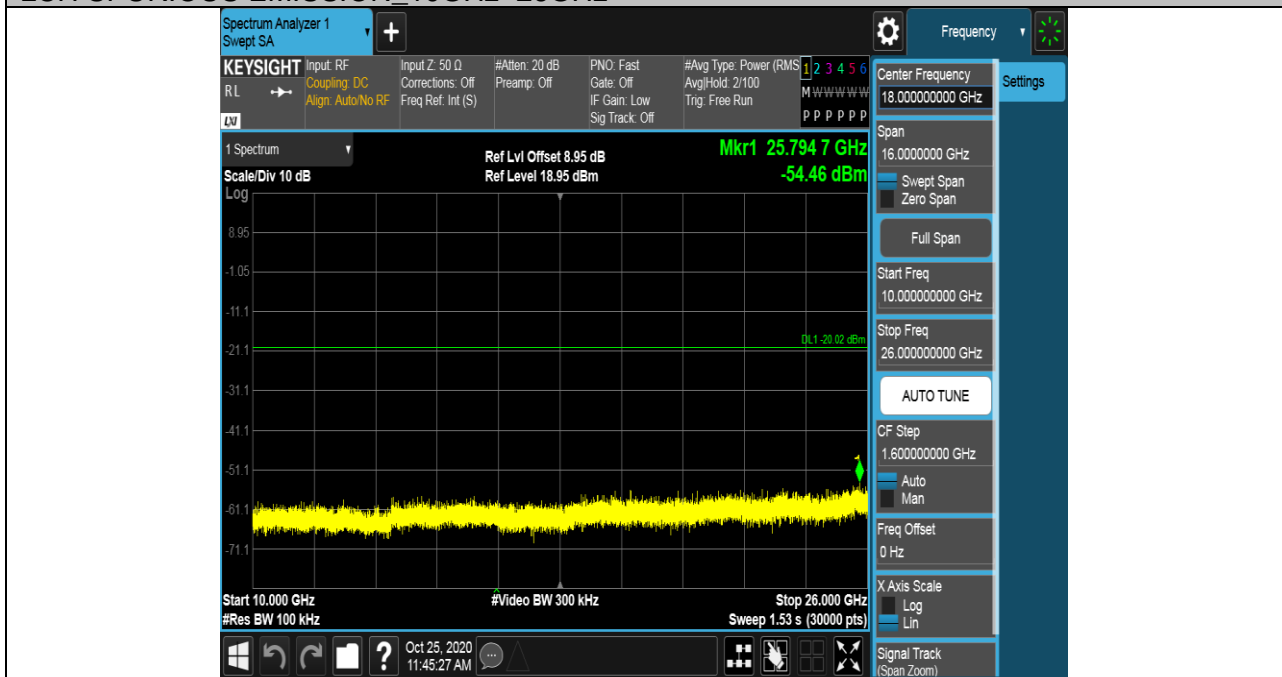 Spectrum Analyzer 1
Swept SA
+
Frequency
KEYSIGHT
RL
LXI
Input: RF
Coupling: DC
Align: Auto/No RF
Input Z: 50 Ω
Corrections: Off
Freq Ref: Int (S)
#Atten: 20 dB
Preamp: Off
PNO: Fast
Gate: Off
IF Gain: Low
Sig Track: Off
#Avg Type: Power (RMS
Avg|Hold: 2/100
Trig: Free Run
1 2 3 4 5 6
M W W W W W
P P P P P P
1 Spectrum
Scale/Div 10 dB
Ref Lvl Offset 8.95 dB
Ref Level 18.95 dBm
Mkr1 25.794 7 GHz
-54.46 dBm
Log
8.95
-1.05
-11.1
-21.1
-31.1
-41.1
-51.1
-61.1
-71.1
DL1 -20.02 dBm
1
Start 10.000 GHz
#Res BW 100 kHz
#Video BW 300 kHz
Stop 26.000 GHz
Sweep 1.53 s (30000 pts)
?
Oct 25, 2020
11:45:27 AM
Center Frequency
18.000000000 GHz
Span
16.0000000 GHz
Swept Span
Zero Span
Full Span
Start Freq
10.000000000 GHz
Stop Freq
26.000000000 GHz
AUTO TUNE
CF Step
1.600000000 GHz
Auto
Man
Freq Offset
0 Hz
X Axis Scale
Log
Lin
Signal Track
(Span Zoom)
Settings